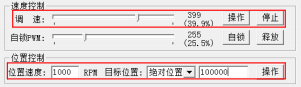 速度控制
调 速: 399 (39.9%) 操作 停止
自锁PWM: 255 (25.5%) 自锁 释放
位置控制
位置速度: 1000 RPM 目标位置: 绝对位置 100000 操作